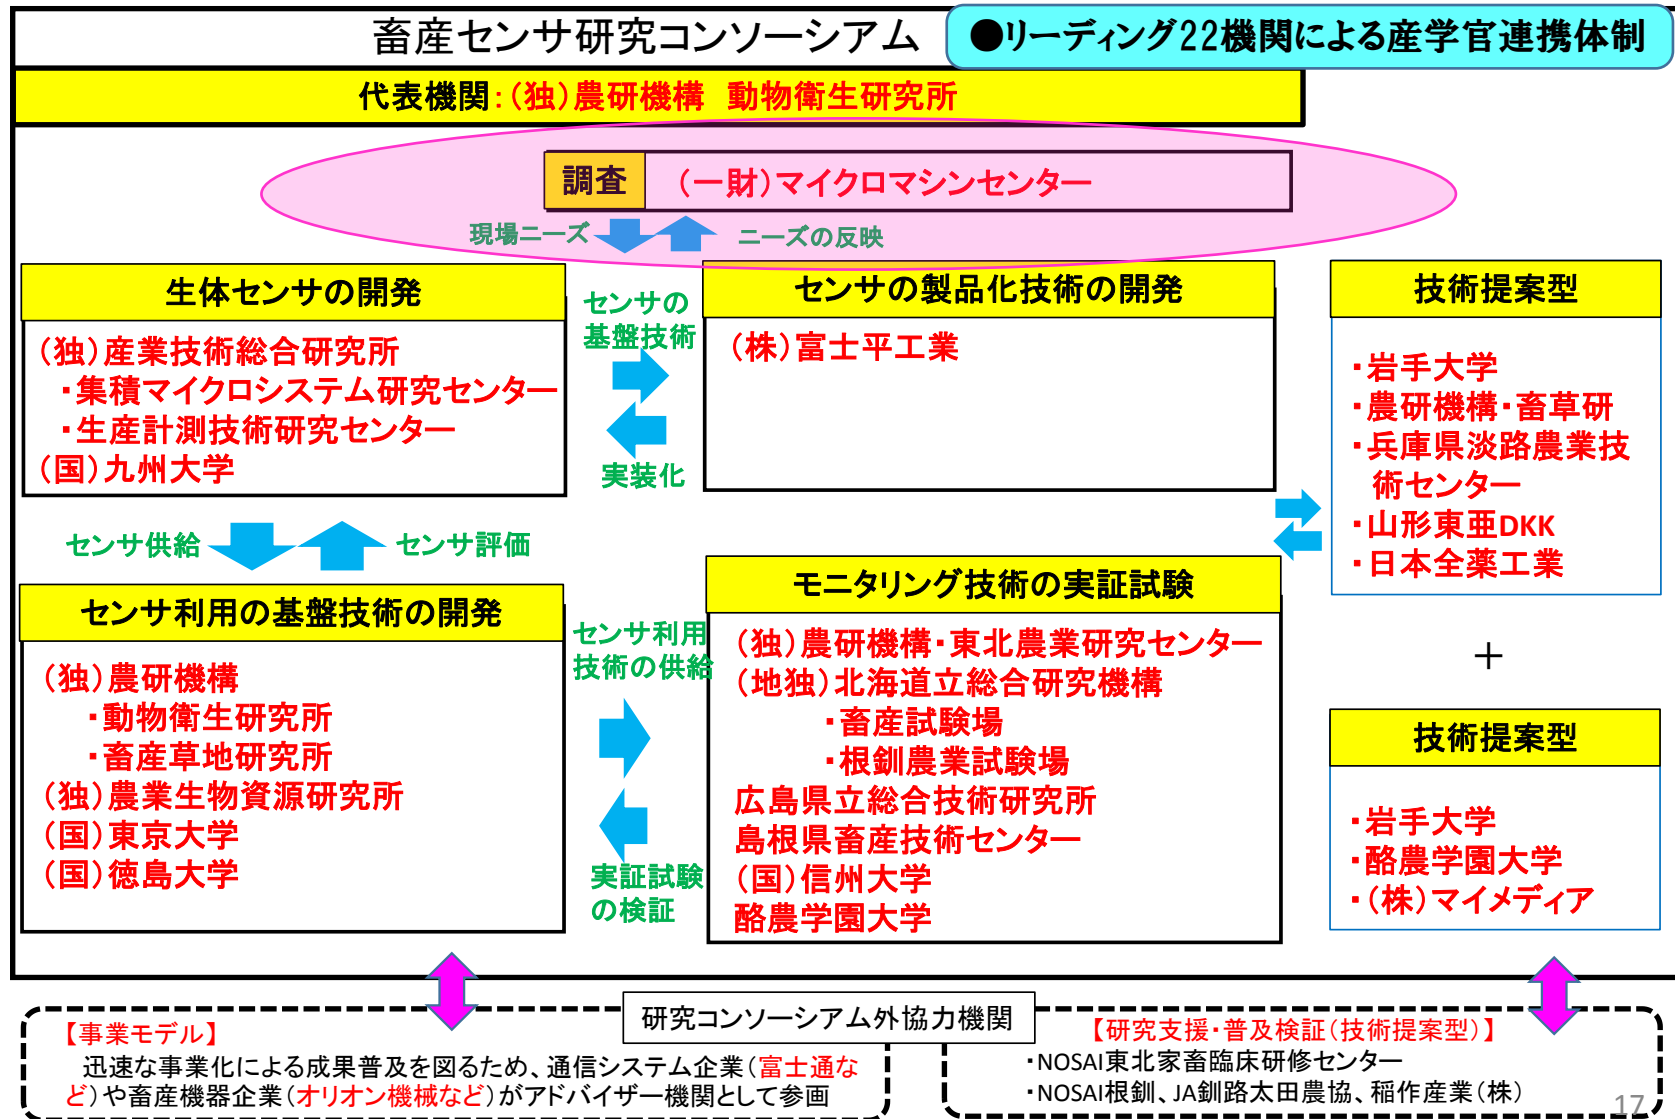 畜産センサ研究コンソーシアム
●リーディング22機関による産学官連携体制
代表機関:(独)農研機構 動物衛生研究所
調査 (一財)マイクロマシンセンター
現場ニーズ ニーズの反映
生体センサの開発
(独)産業技術総合研究所
・集積マイクロシステム研究センター
・生産計測技術研究センター
(国)九州大学
センサの
基盤技術
実装化
センサの製品化技術の開発
(株)富士平工業
技術提案型
・岩手大学
・農研機構・畜草研
・兵庫県淡路農業技
術センター
・山形東亜DKK
・日本全薬工業
センサ供給 センサ評価
センサ利用の基盤技術の開発
(独)農研機構
・動物衛生研究所
・畜産草地研究所
(独)農業生物資源研究所
(国)東京大学
(国)徳島大学
センサ利用
技術の供給
実証試験
の検証
モニタリング技術の実証試験
(独)農研機構・東北農業研究センター
(地独)北海道立総合研究機構
・畜産試験場
・根釧農業試験場
広島県立総合技術研究所
島根県畜産技術センター
(国)信州大学
酪農学園大学
+
技術提案型
・岩手大学
・酪農学園大学
・(株)マイメディア
研究コンソーシアム外協力機関
【事業モデル】
迅速な事業化による成果普及を図るため、通信システム企業(富士通な
ど)や畜産機器企業(オリオン機械など)がアドバイザー機関として参画
【研究支援・普及検証(技術提案型)】
・NOSAI東北家畜臨床研修センター
・NOSAI根釧、JA釧路太田農協、稲作産業(株)
17